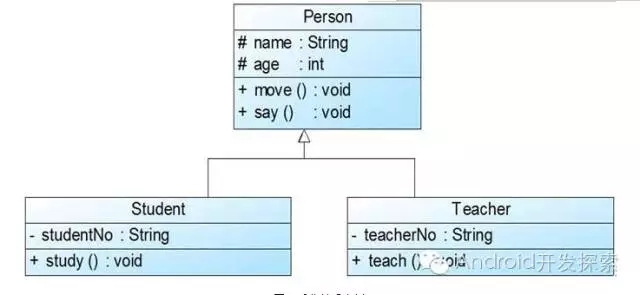 Person
# name : String
# age : int
+ move () : void
+ say () : void
Student
- studentNo : String
+ study () : void
Teacher
- teacherNo : String
+ teach () : void
Android开发探索